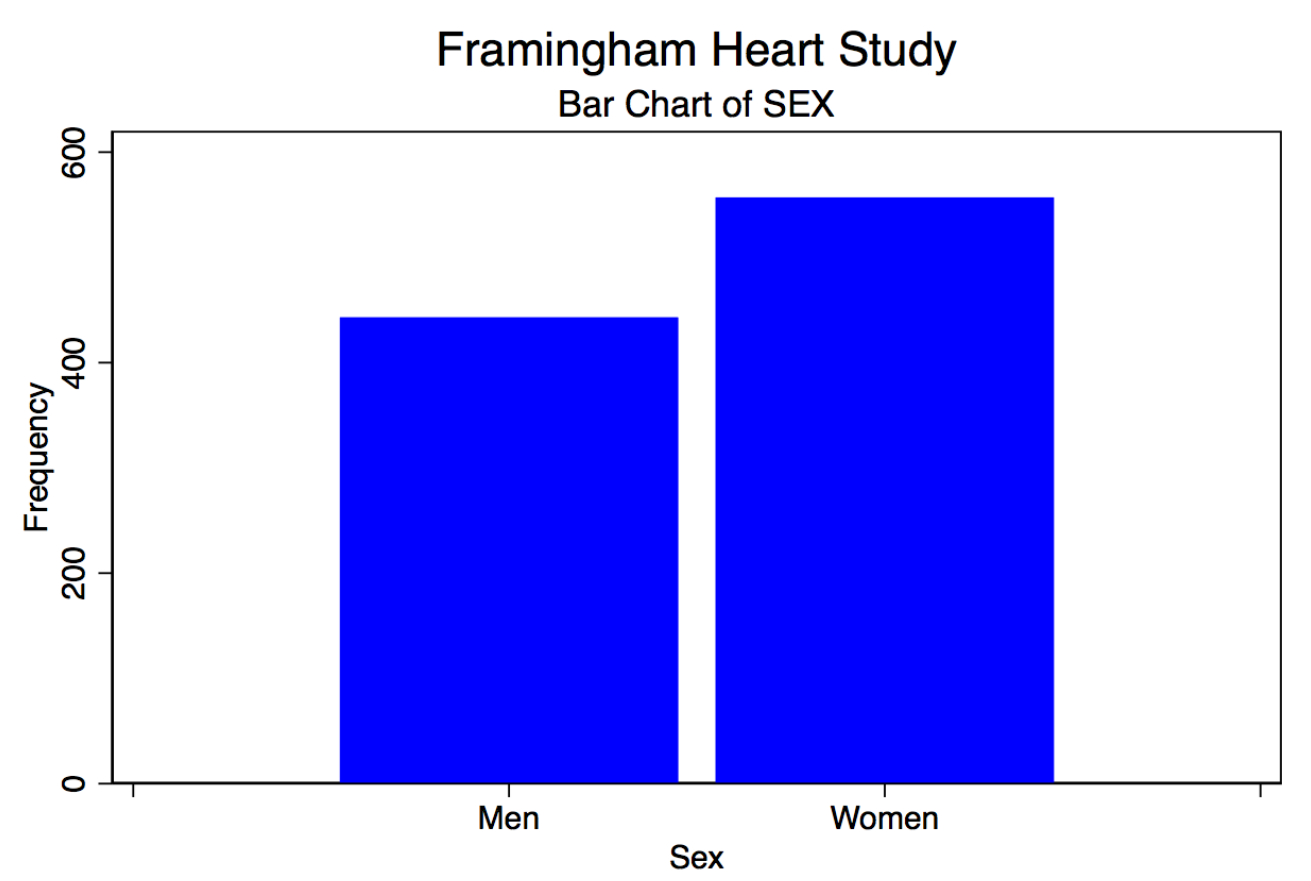 Framingham Heart Study
Bar Chart of SEX
Frequency
600
400
200
0
Men Women
Sex